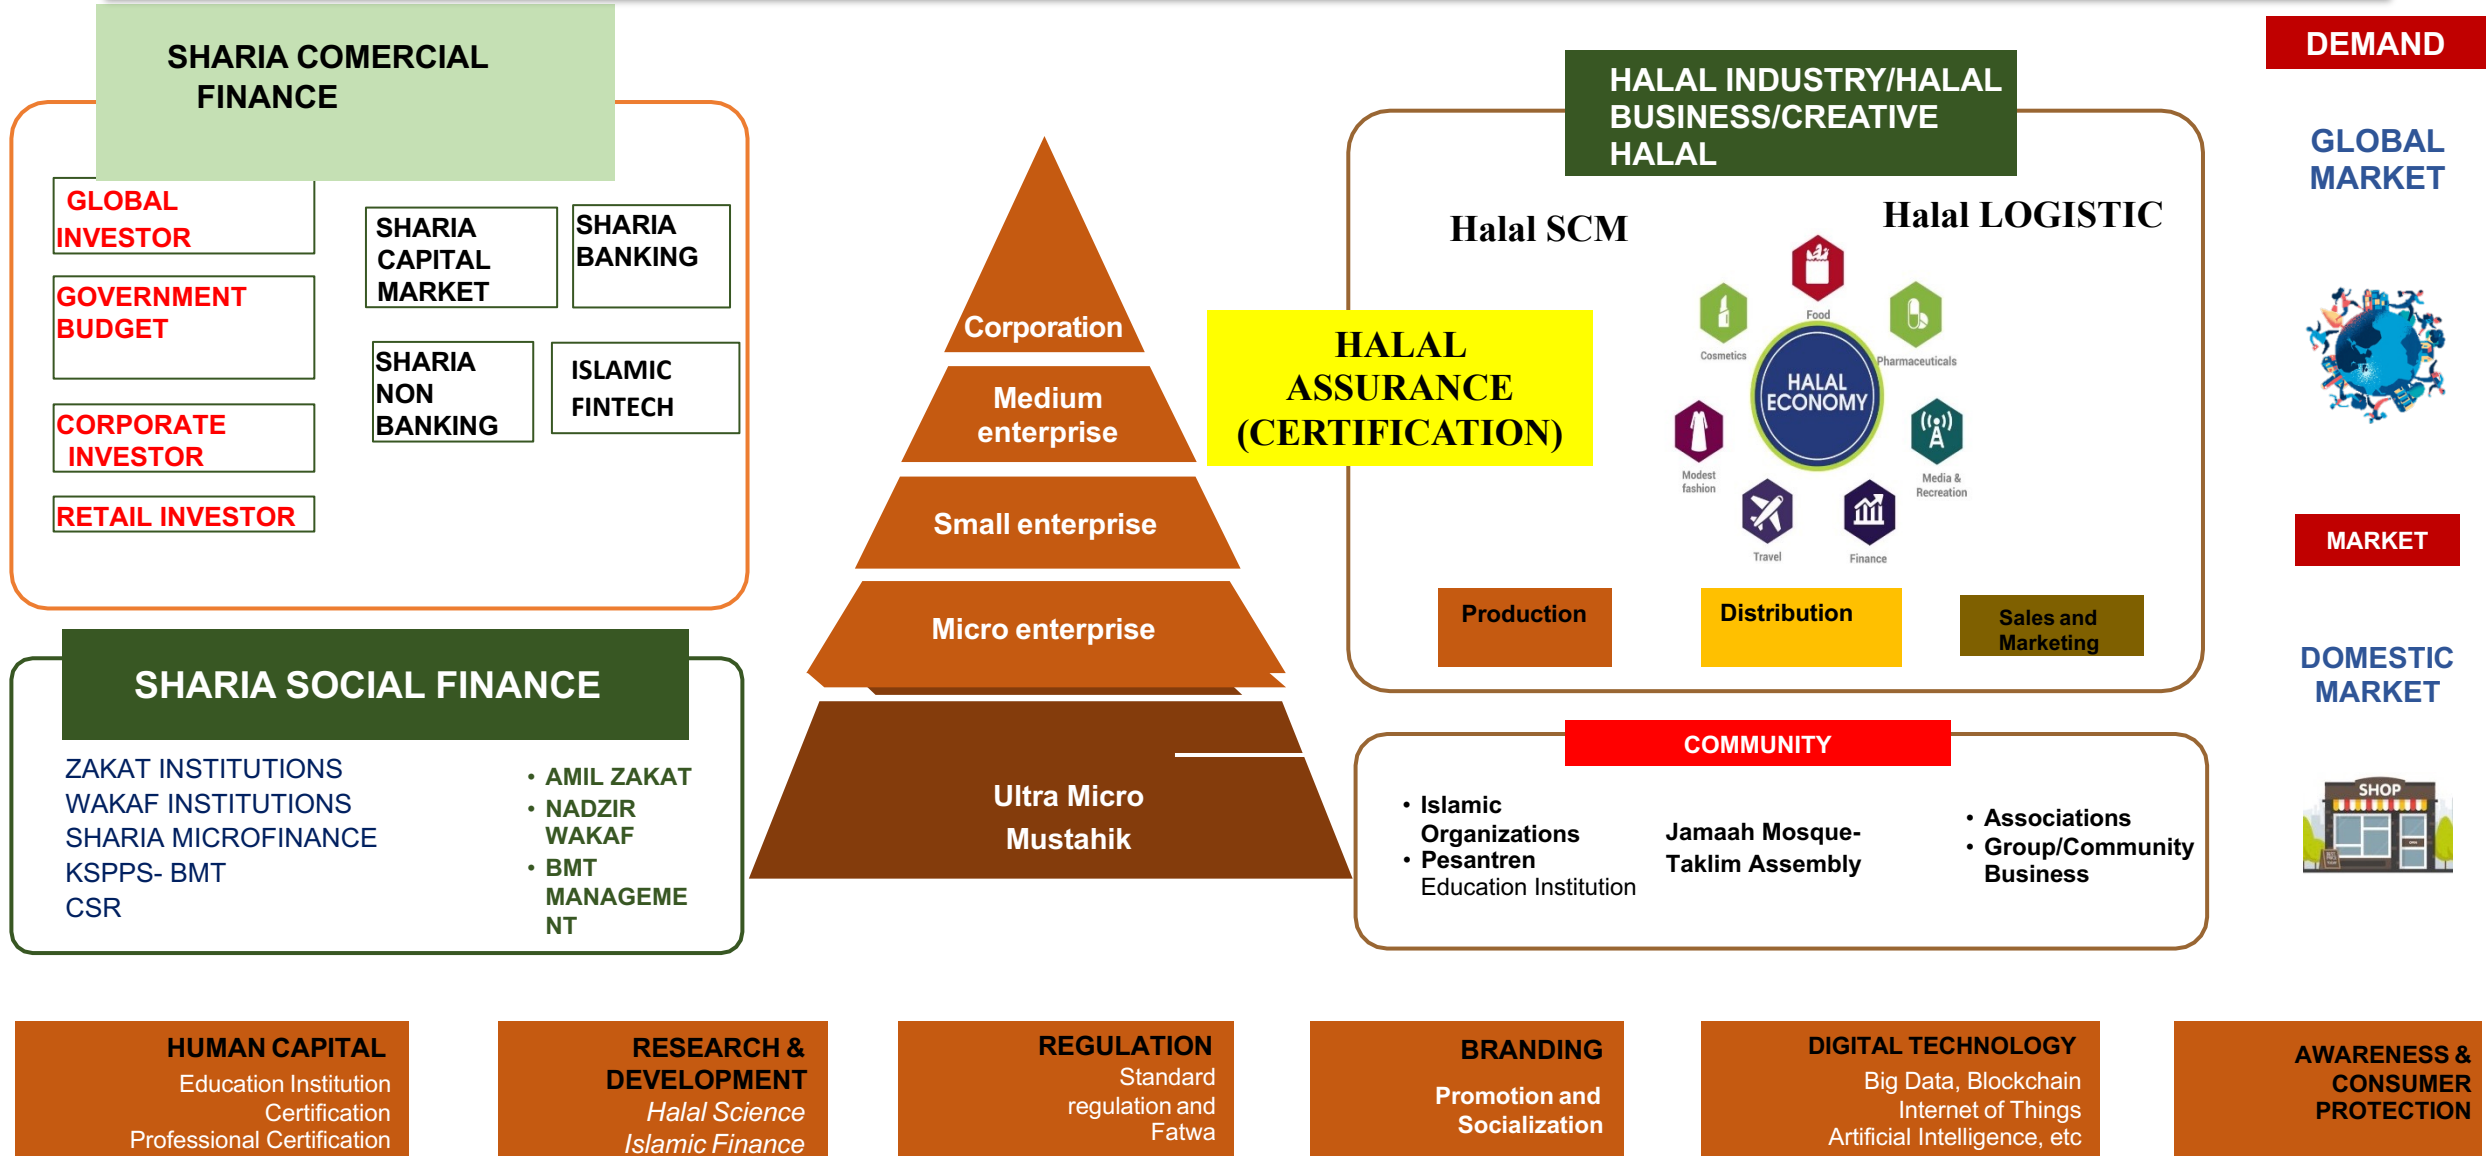 SHARIA COMERCIAL
FINANCE
GLOBAL
INVESTOR
GOVERNMENT
BUDGET
CORPORATE
INVESTOR
RETAIL INVESTOR
SHARIA
CAPITAL
MARKET
SHARIA
BANKING
SHARIA
NON
BANKING
ISLAMIC
FINTECH
SHARIA SOCIAL FINANCE
ZAKAT INSTITUTIONS
WAKAF INSTITUTIONS
SHARIA MICROFINANCE
KSPPS- BMT
CSR
• AMIL ZAKAT
• NADZIR
WAKAF
• BMT
MANAGEME
NT
Corporation
Medium
enterprise
Small enterprise
Micro enterprise
Ultra Micro
Mustahik
HALAL INDUSTRY/HALAL
BUSINESS/CREATIVE
HALAL
Halal SCM
Halal LOGISTIC
HALAL
ASSURANCE
(CERTIFICATION)
Food
Cosmetics
Pharmaceuticals
HALAL
ECONOMY
Modest
fashion
Media &
Recreation
Travel
Finance
Production
Distribution
Sales and
Marketing
COMMUNITY
• Islamic
Organizations
• Pesantren
Education Institution
Jamaah Mosque-
Taklim Assembly
• Associations
• Group/Community
Business
DEMAND
GLOBAL
MARKET
MARKET
DOMESTIC
MARKET
SHOP
HUMAN CAPITAL
Education Institution
Certification
Professional Certification
RESEARCH &
DEVELOPMENT
Halal Science
Islamic Finance
REGULATION
Standard
regulation and
Fatwa
BRANDING
Promotion and
Socialization
DIGITAL TECHNOLOGY
Big Data, Blockchain
Internet of Things
Artificial Intelligence, etc
AWARENESS &
CONSUMER
PROTECTION